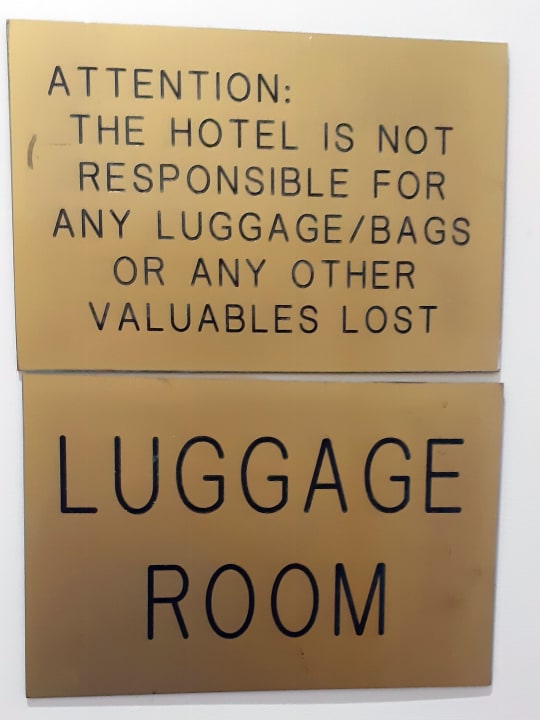 ATTENTION:
THE HOTEL IS NOT
RESPONSIBLE FOR
ANY LUGGAGE/BAGS
OR ANY OTHER
VALUABLES LOST
LUGGAGE
ROOM